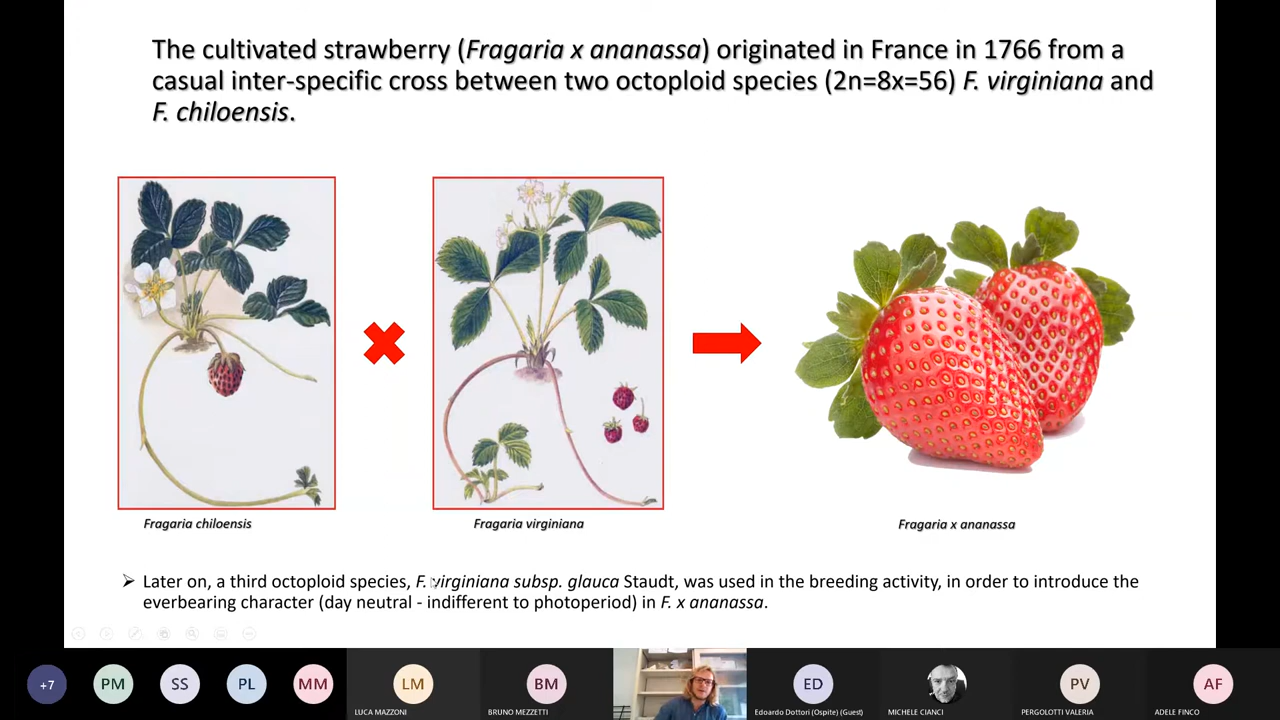 The cultivated strawberry (Fragaria x ananassa) originated in France in 1766 from a
casual inter-specific cross between two octoploid species (2n=8x=56) F. virginiana and
F. chiloensis.
Fragaria chiloensis
Fragaria virginiana
Fragaria x ananassa
➢ Later on, a third octoploid species, F. virginiana subsp. glauca Staudt, was used in the breeding activity, in order to introduce the
everbearing character (day neutral - indifferent to photoperiod) in F. x ananassa.
+7
PM
SS
PL
MM
LM
LUCA MAZZONI
BM
BRUNO MEZZETTI
ED
Edoardo Dottori (Ospite) (Guest)
MICHELE CIANCI
PV
PERGOLOTTI VALERIA
AF
ADELE FINCO